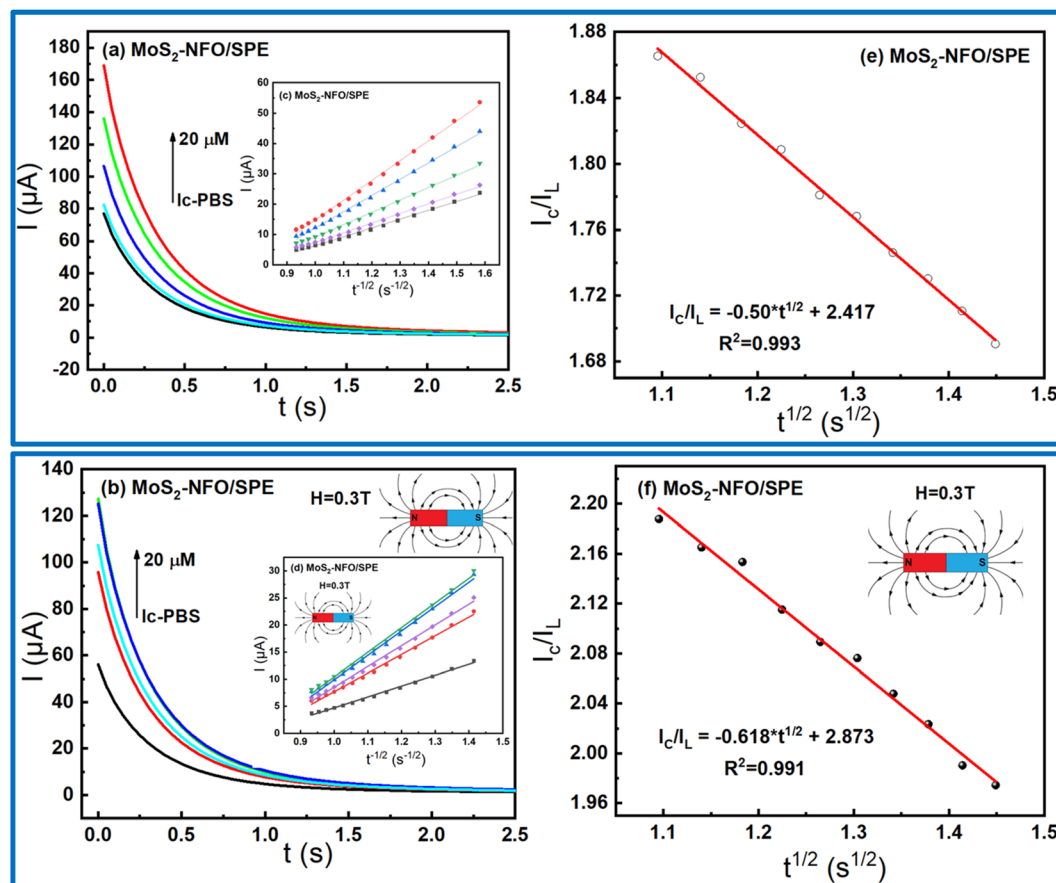 (a) MoS₂-NFO/SPE
I (µA)
180
160
140
120
100
80
60
40
20
0
-20
20 µM
Ic-PBS
0.0 0.5 1.0 1.5 2.0 2.5
t (s)
(c) MoS₂-NFO/SPE
I (µA)
60
50
40
30
20
10
0
0.9 1.0 1.1 1.2 1.3 1.4 1.5 1.6
t⁻¹/² (s⁻¹/²)
(e) MoS₂-NFO/SPE
I_C/I_L
1.88
1.84
1.80
1.76
1.72
1.68
I_C/I_L = -0.50*t¹/² + 2.417
R²=0.993
1.1 1.2 1.3 1.4 1.5
t¹/² (s¹/²)
(b) MoS₂-NFO/SPE
H=0.3T
N S
I (µA)
140
120
100
80
60
40
20
0
20 µM
Ic-PBS
0.0 0.5 1.0 1.5 2.0 2.5
t (s)
(d) MoS₂-NFO/SPE
H=0.3T
N
I (µA)
30
25
20
15
10
5
0
0.9 1.0 1.1 1.2 1.3 1.4 1.5
t⁻¹/² (s⁻¹/²)
(f) MoS₂-NFO/SPE
H=0.3T
N S
I_C/I_L
2.20
2.16
2.12
2.08
2.04
2.00
1.96
I_C/I_L = -0.618*t¹/² + 2.873
R²=0.991
1.1 1.2 1.3 1.4 1.5
t¹/² (s¹/²)